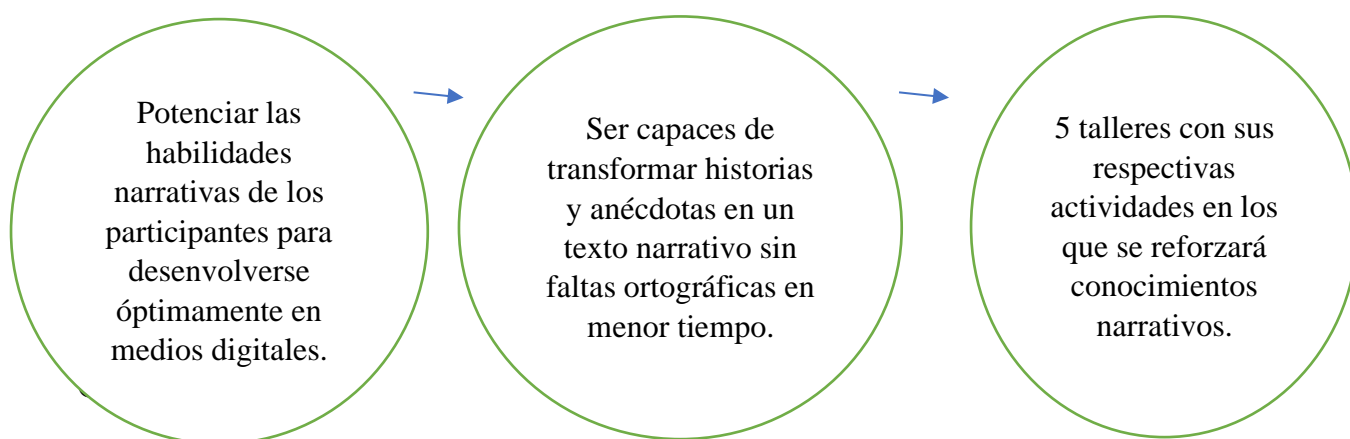 Potenciar las
habilidades
narrativas de los
participantes para
desenvolverse
óptimamente en
medios digitales.
Ser capaces de
transformar historias
y anécdotas en un
texto narrativo sin
faltas ortográficas en
menor tiempo.
5 talleres con sus
respectivas
actividades en los
que se reforzará
conocimientos
narrativos.